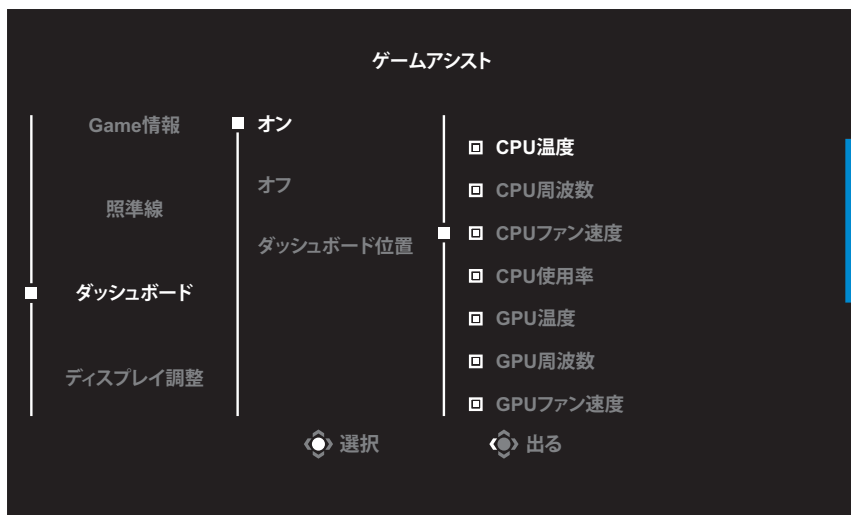 ゲームアシスト
Game情報
照準線
ダッシュボード
ディスプレイ調整
オン
オフ
ダッシュボード位置
CPU温度
CPU周波数
CPUファン速度
CPU使用率
GPU温度
GPU周波数
GPUファン速度
選択
出る